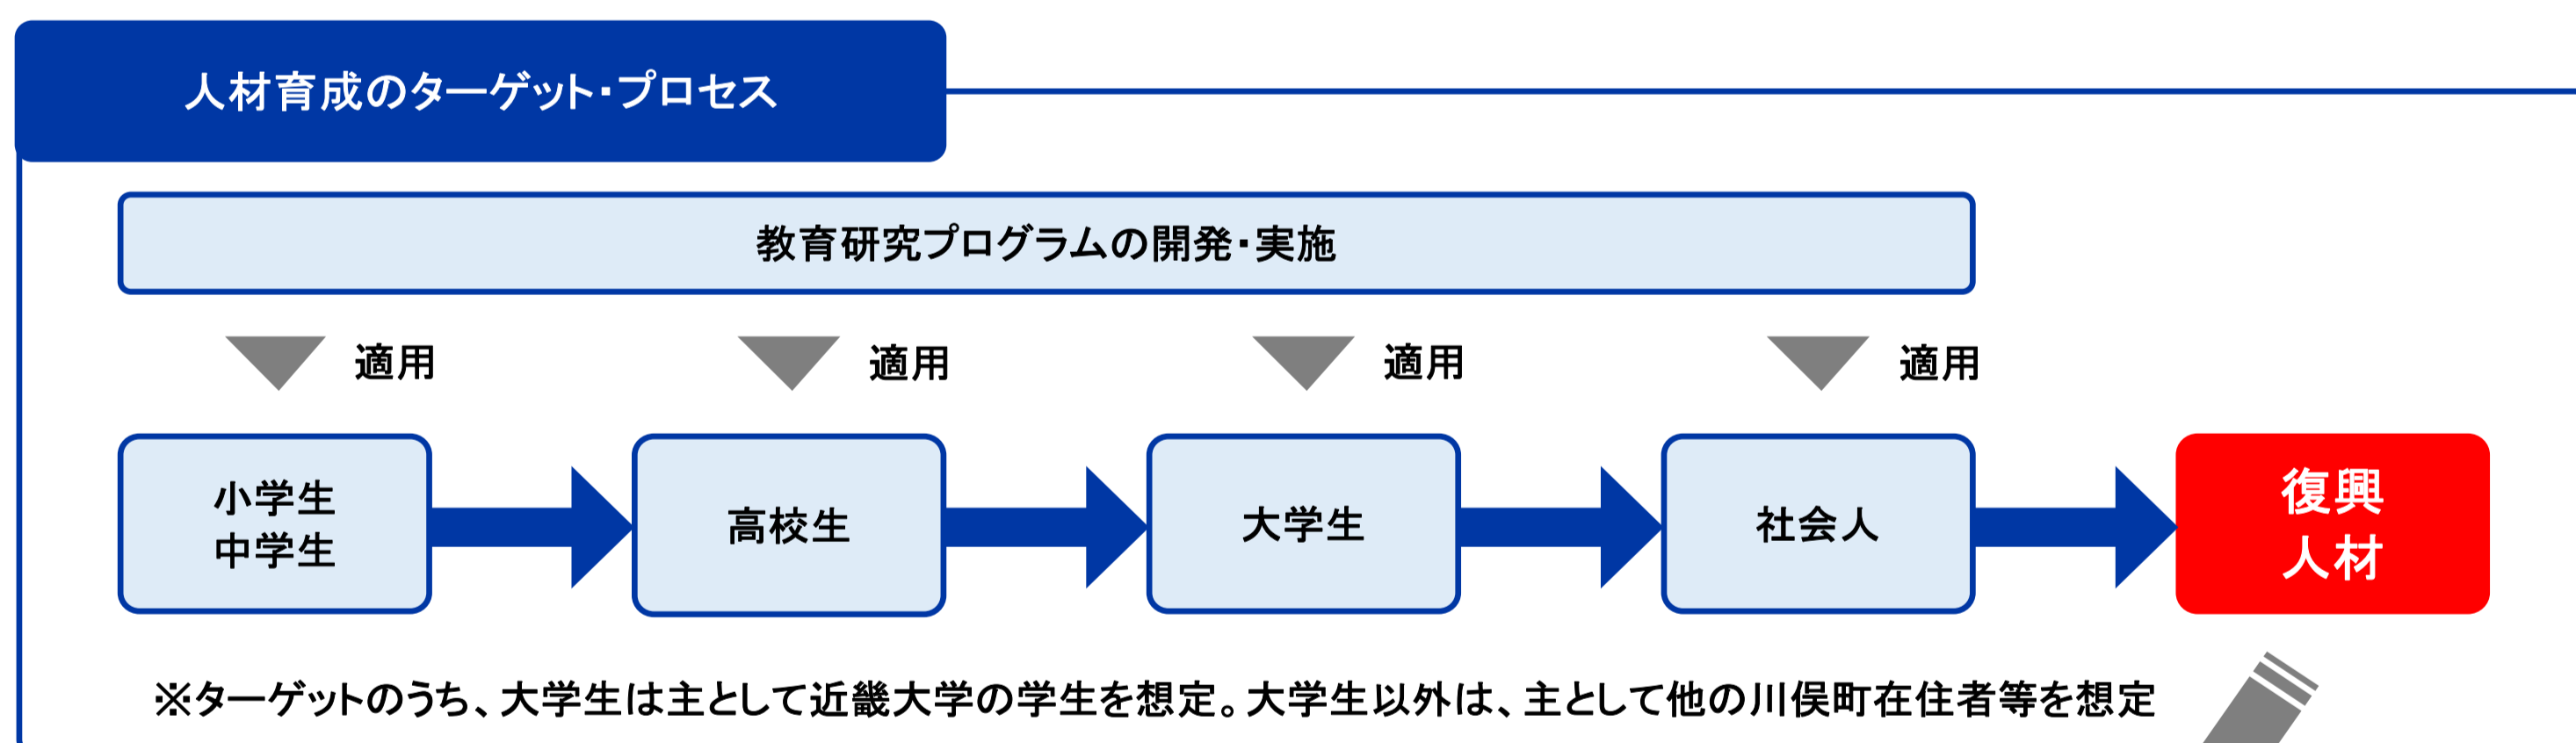 人材育成のターゲット・プロセス
教育研究プログラムの開発・実施
適用
適用
適用
適用
小学生
中学生
高校生
大学生
社会人
復興
人材
※ターゲットのうち、大学生は主として近畿大学の学生を想定。大学生以外は、主として他の川俣町在住者等を想定